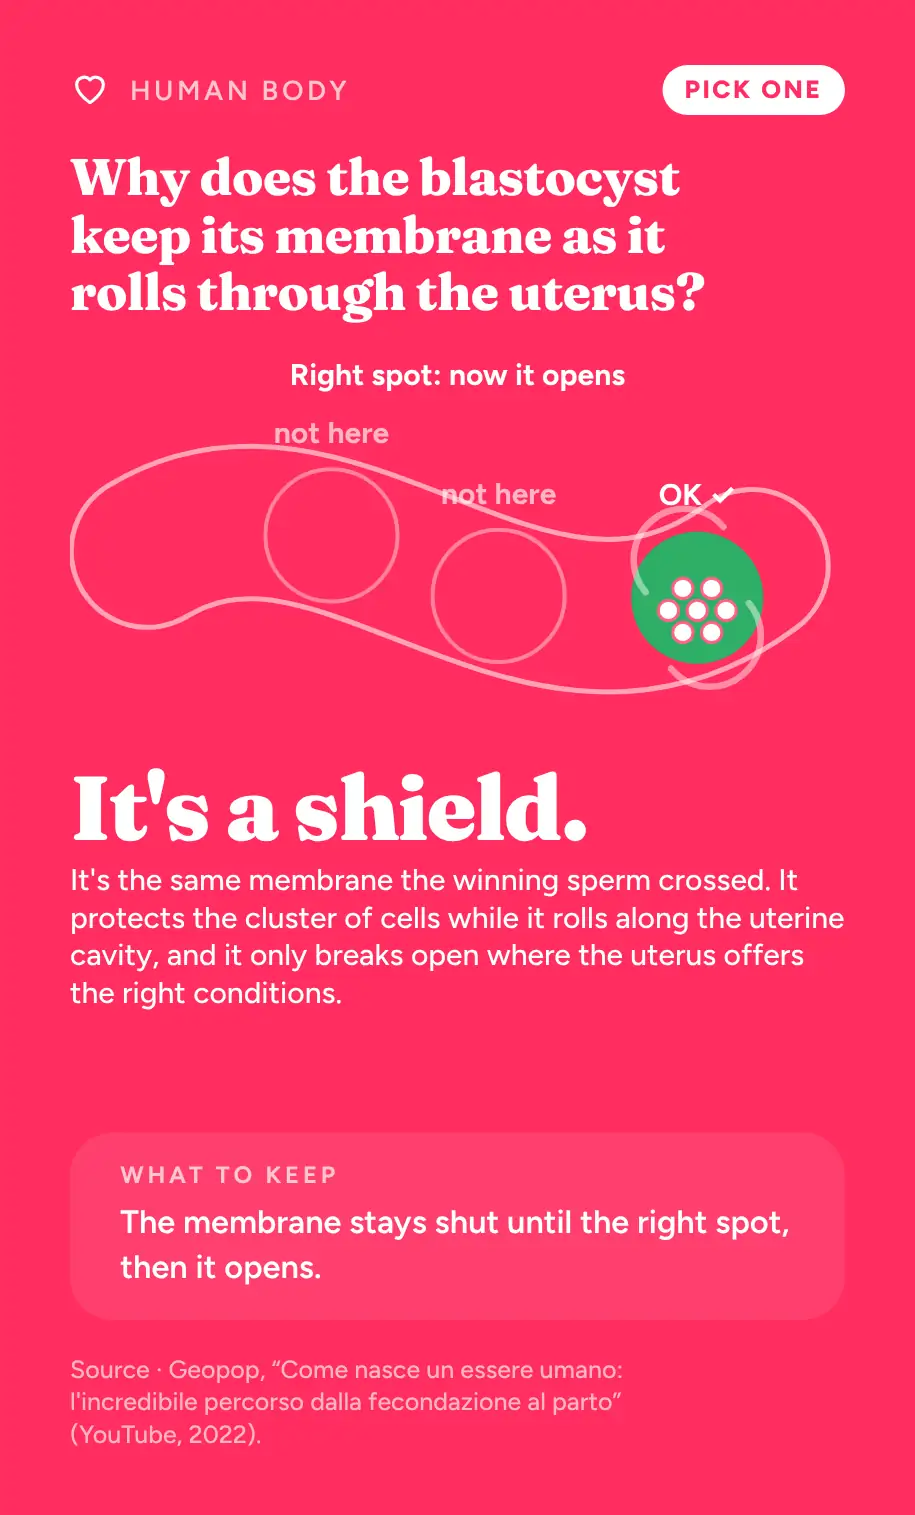 HUMAN BODY
PICK ONE
Why does the blastocyst
keep its membrane as it
rolls through the uterus?
Right spot: now it opens
not here
not here
OK ✓
It's a shield.
It's the same membrane the winning sperm crossed. It
protects the cluster of cells while it rolls along the uterine
cavity, and it only breaks open where the uterus offers
the right conditions.
WHAT TO KEEP
The membrane stays shut until the right spot,
then it opens.
Source · Geopop, “Come nasce un essere umano:
l'incredibile percorso dalla fecondazione al parto”
(YouTube, 2022).